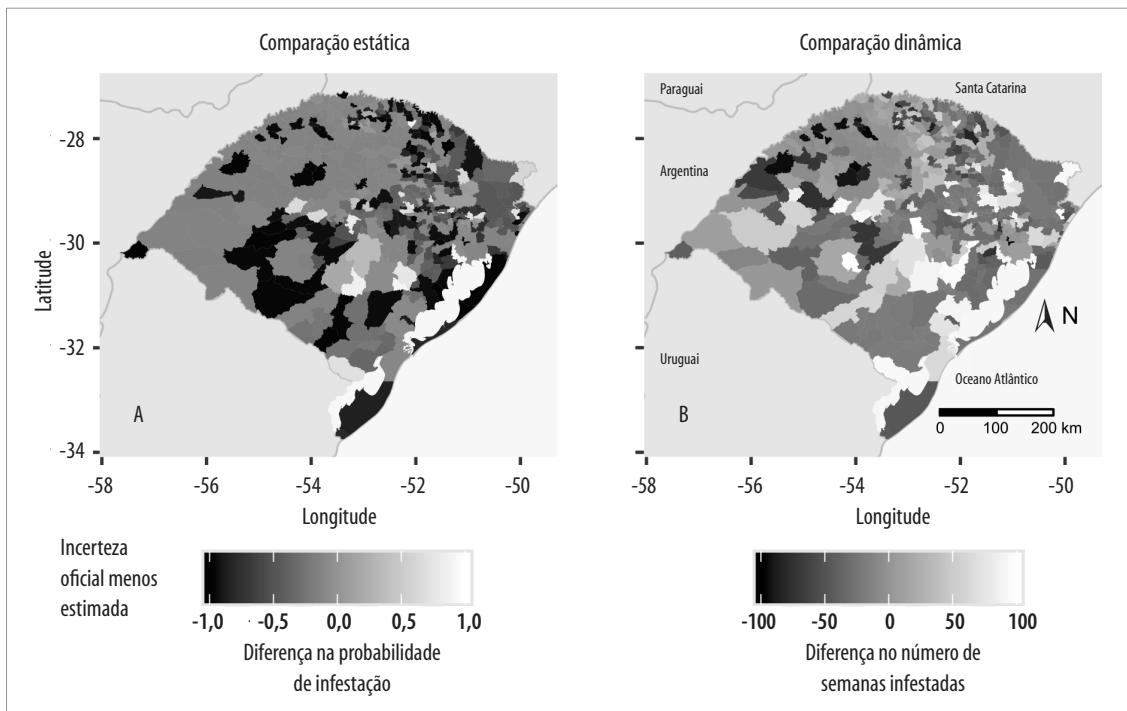 Comparação estática
Comparação dinâmica
Paraguai
Santa Catarina
Argentina
Uruguai
Oceano Atlântico
N
0 100 200 km
A
B
Latitude
-28
-30
-32
-34
-58 -56 -54 -52 -50
-58 -56 -54 -52 -50
Longitude
Longitude
Incerteza
oficial menos
estimada
-1,0 -0,5 0,0 0,5 1,0
Diferença na probabilidade
de infestação
-100 -50 0 50 100
Diferença no número de
semanas infestadas